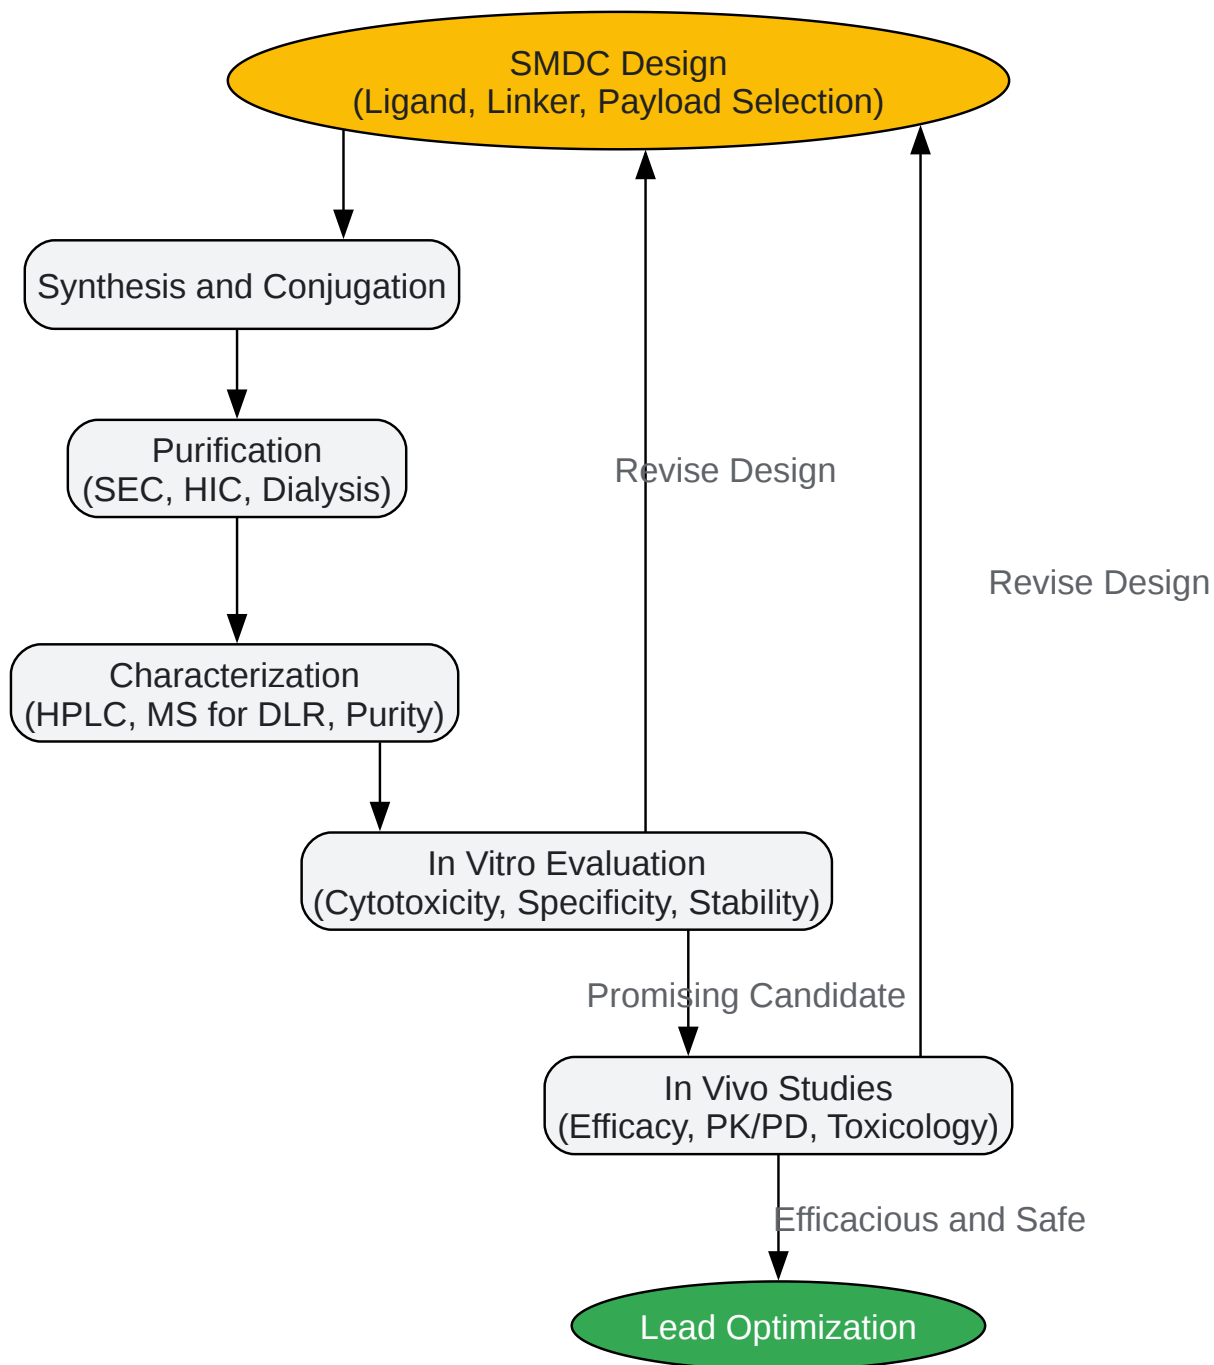 SMDC Design
(Ligand, Linker, Payload Selection)
Synthesis and Conjugation
Purification
(SEC, HIC, Dialysis)
Revise Design
Revise Design
Characterization
(HPLC, MS for DLR, Purity)
In Vitro Evaluation
(Cytotoxicity, Specificity, Stability)
Promising Candidate
In Vivo Studies
(Efficacy, PK/PD, Toxicology)
Efficacious and Safe
Lead Optimization